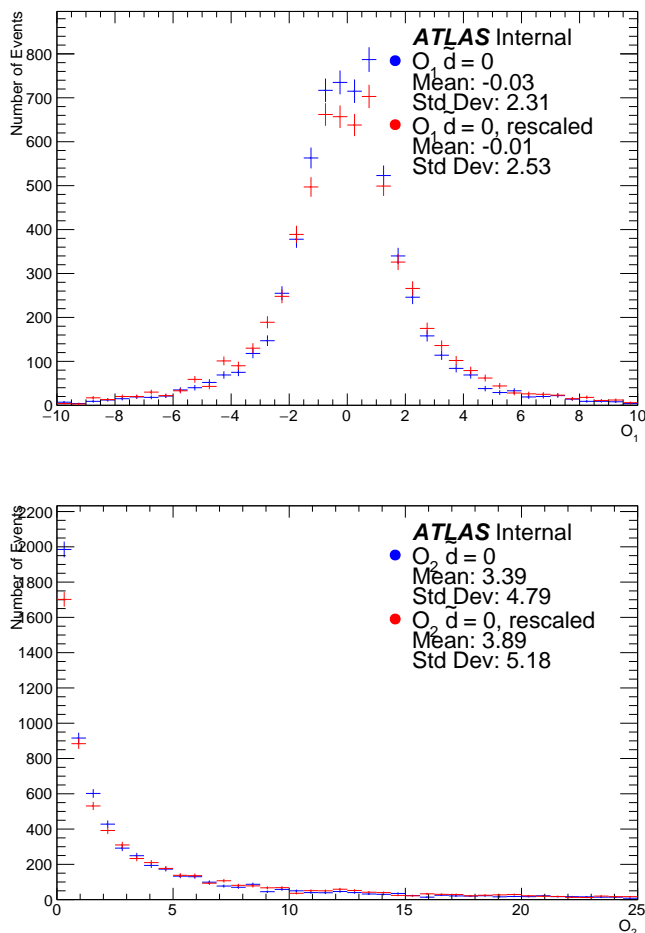 Number of Events
800
700
600
500
400
300
200
100
0
ATLAS Internal
O₁ d̃ = 0
Mean: -0.03
Std Dev: 2.31
O₁ d̃ = 0, rescaled
Mean: -0.01
Std Dev: 2.53
−10 −8 −6 −4 −2 0 2 4 6 8 10
O₁
Number of Events
2200
2000
1800
1600
1400
1200
1000
800
600
400
200
0
ATLAS Internal
O₂ d̃ = 0
Mean: 3.39
Std Dev: 4.79
O₂ d̃ = 0, rescaled
Mean: 3.89
Std Dev: 5.18
0 5 10 15 20 25
O₂